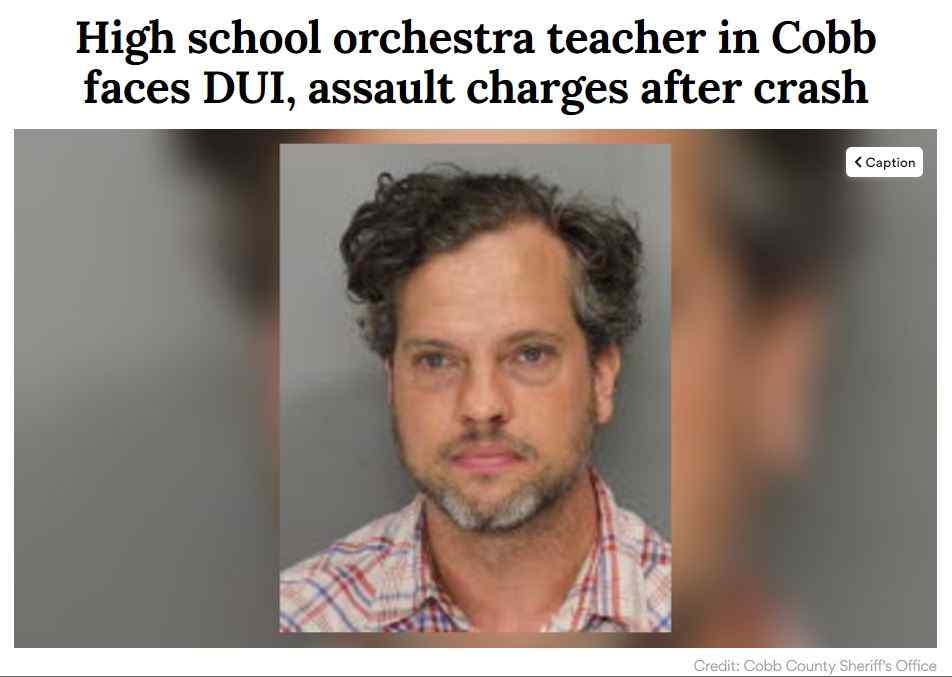 High school orchestra teacher in Cobb
faces DUI, assault charges after crash
Caption
Credit: Cobb County Sheriff's Office